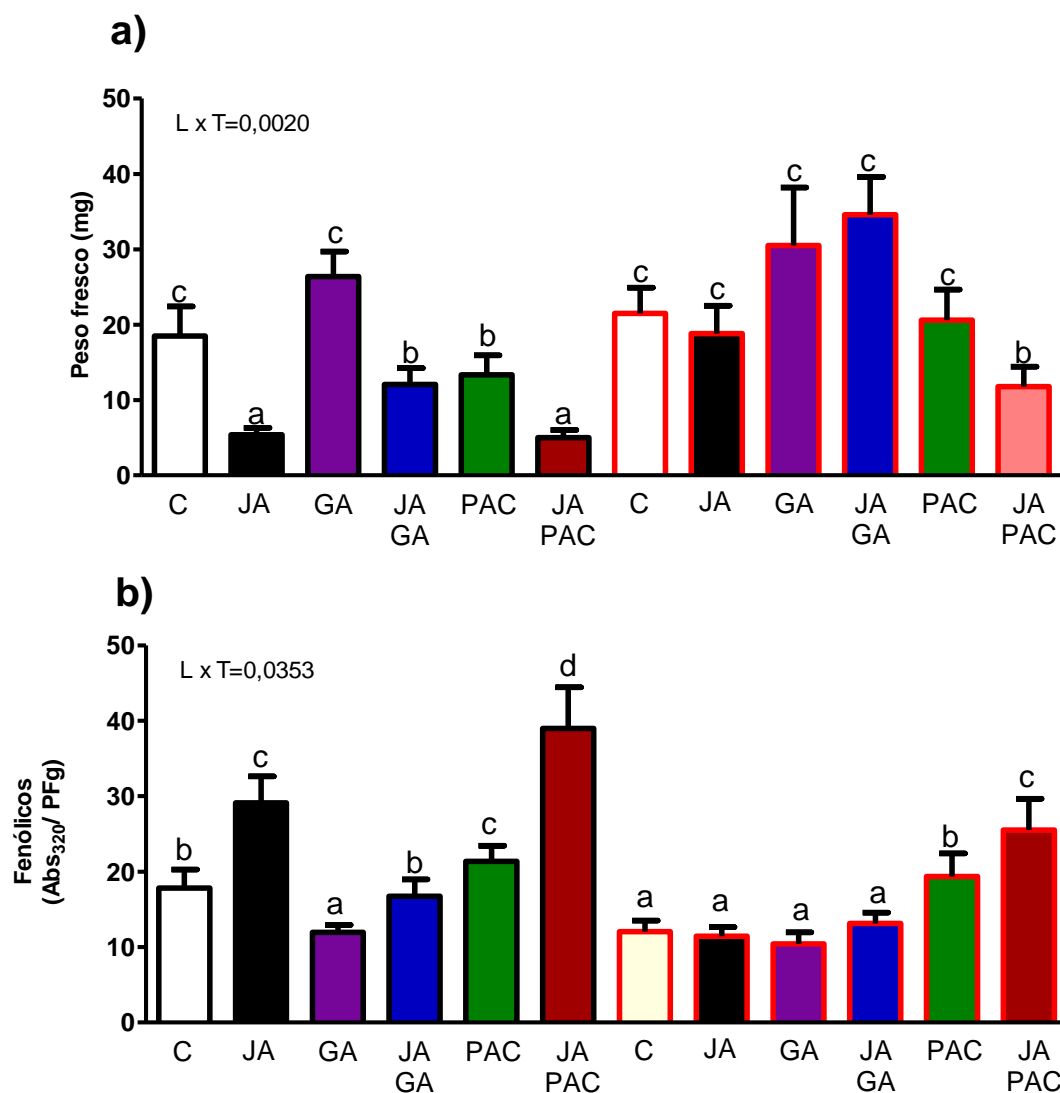 a)
50
40
30
20
10
0
Peso fresco (mg)
L x T=0,0020
c
a
c
b
b
a
c
c
c
c
c
b
C JA GA JA PAC JA C JA GA JA PAC JA
GA PAC GA PAC
b)
50
40
30
20
10
0
Fenólicos
(Abs320/ PFg)
L x T=0,0353
b
c
a
b
c
d
a
a
a
a
b
c
C JA GA JA PAC JA C JA GA JA PAC JA
GA PAC GA PAC